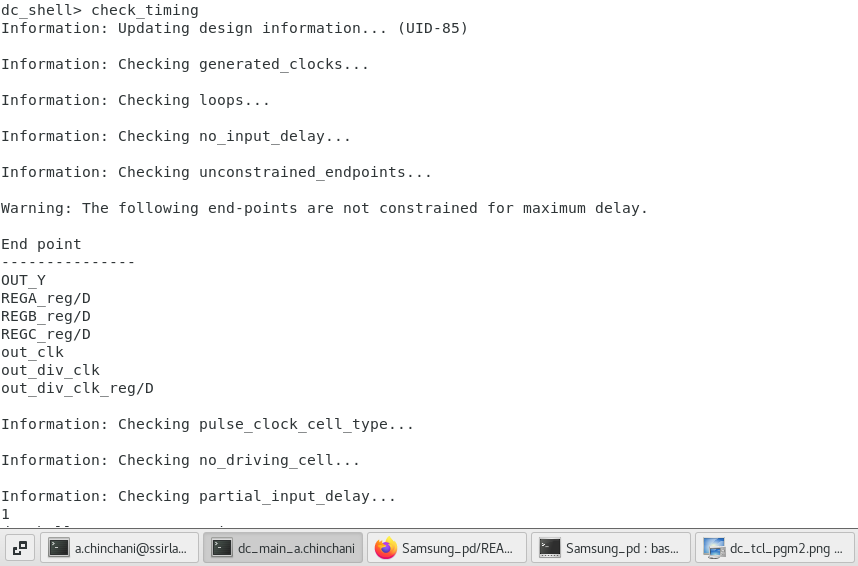 dc_shell> check_timing
Information: Updating design information... (UID-85)
Information: Checking generated_clocks...
Information: Checking loops...
Information: Checking no_input_delay...
Information: Checking unconstrained_endpoints...
Warning: The following end-points are not constrained for maximum delay.
End point
---------------
OUT_Y
REGA_reg/D
REGB_reg/D
REGC_reg/D
out_clk
out_div_clk
out_div_clk_reg/D
Information: Checking pulse_clock_cell_type...
Information: Checking no_driving_cell...
Information: Checking partial_input_delay...
1
a.chinchani@ssirla... dc_main_a.chinchani Samsung_pd/REA... Samsung_pd : bas... dc_tcl_pgm2.png ...